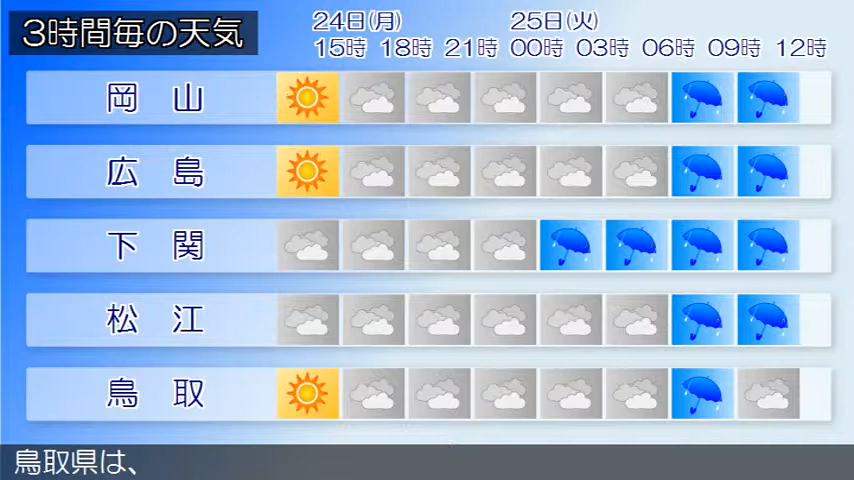 3時間毎の天気
24日(月) 25日(火)
15時 18時 21時 00時 03時 06時 09時 12時
岡 山
広 島
下 関
松 江
鳥 取
鳥取県は、